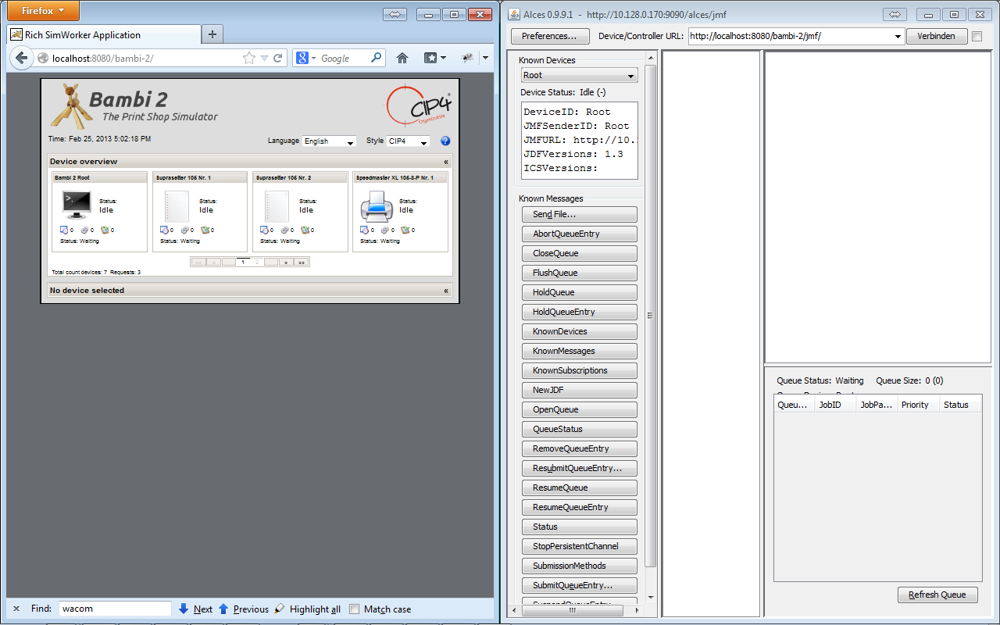 Firefox
Rich SimWorker Application
localhost:8080/bambi-2/
Google
Bambi 2
The Print Shop Simulator
CIP4
Organization
Time: Feb 25, 2013 5:02:18 PM
Language English Style CIP4
Device overview «
Bambi 2 Root
Status:
Idle
0 0 0
Status: Waiting
Suprasetter 106 Nr. 1
Status:
Idle
0 0 0
Status: Waiting
Suprasetter 106 Nr. 2
Status:
Idle
0 0 0
Status: Waiting
Speedmaster XL 106-8-P Nr. 1
Status:
Idle
0 0 0
Status: Waiting
«« « 1 2 » »»
Total count devices: 7 Requests: 3
No device selected «
Find: wacom Next Previous Highlight all Match case
Alces 0.9.9.1 - http://10.128.0.170:9090/alces/jmf
Preferences... Device/Controller URL: http://localhost:8080/bambi-2/jmf/ Verbinden
Known Devices
Root
Device Status: Idle (-)
DeviceID: Root
JMFSenderID: Root
JMFURL: http://10.
JDFVersions: 1.3
ICSVersions:
Known Messages
Send File...
AbortQueueEntry
CloseQueue
FlushQueue
HoldQueue
HoldQueueEntry
KnownDevices
KnownMessages
KnownSubscriptions
NewJDF
OpenQueue
QueueStatus
RemoveQueueEntry
ResubmitQueueEntry...
ResumeQueue
ResumeQueueEntry
Status
StopPersistentChannel
SubmissionMethods
SubmitQueueEntry...
SuspendQueueEntry
Queue Status: Waiting Queue Size: 0 (0)
Queu... JobID JobPa... Priority Status
Refresh Queue